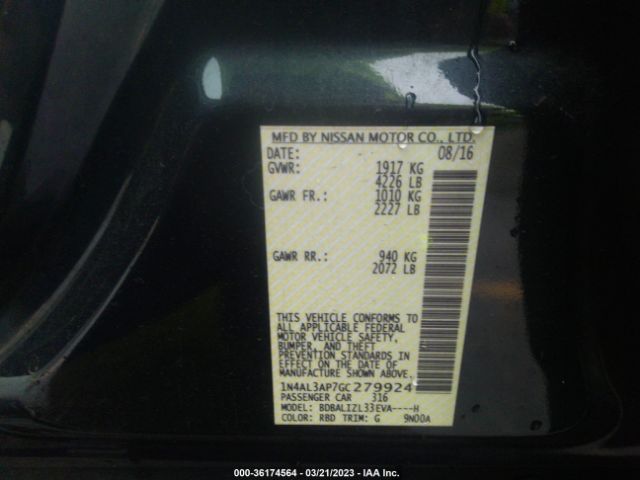 MFD BY NISSAN MOTOR CO., LTD.
DATE: 08/16
GVWR: 1917 KG
4226 LB
GAWR FR.: 1010 KG
2227 LB
GAWR RR.: 940 KG
2072 LB
THIS VEHICLE CONFORMS TO
ALL APPLICABLE FEDERAL
MOTOR VEHICLE SAFETY,
BUMPER, AND THEFT
PREVENTION STANDARDS IN
EFFECT ON THE DATE OF
MANUFACTURE SHOWN ABOVE.
1N4AL3AP7GC279924
PASSENGER CAR 316
MODEL: BDBALIZL33EVA----H
COLOR: RBD TRIM: G 9N00A
000-36174564 — 03/21/2023 — IAA Inc.